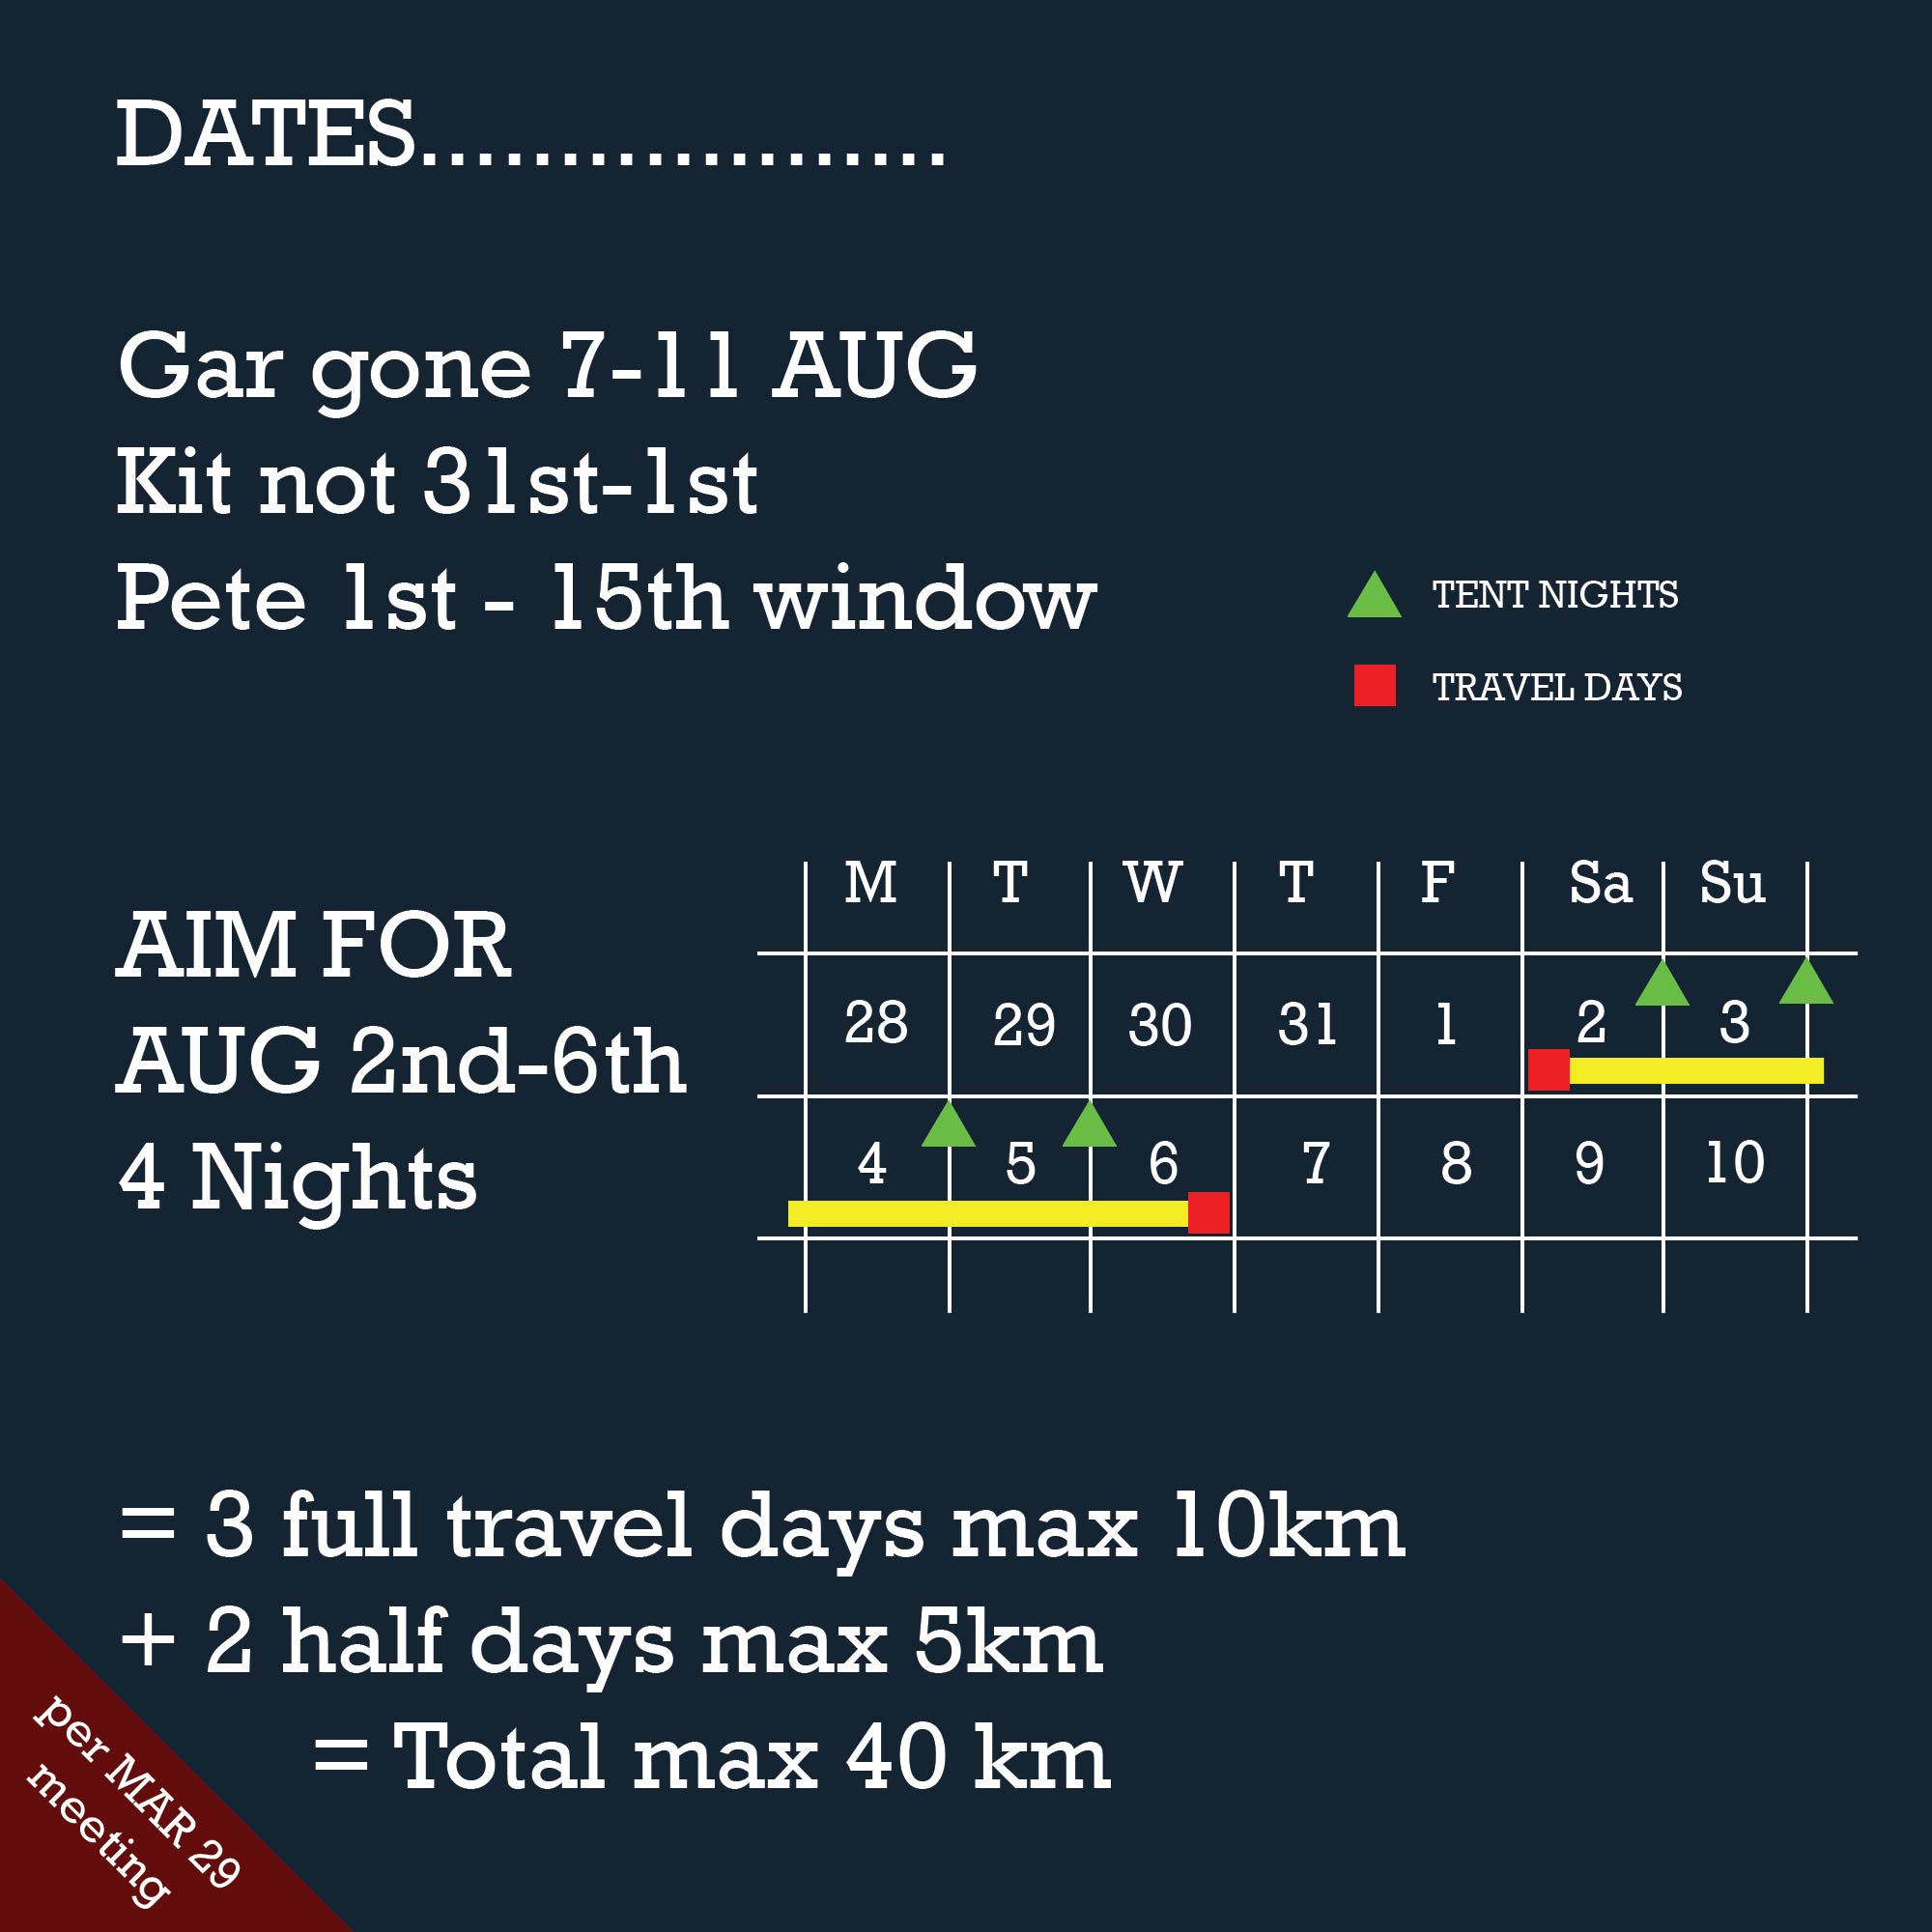 DATES...................
Gar gone 7-11 AUG
Kit not 31st-1st
Pete 1st - 15th window
TENT NIGHTS
TRAVEL DAYS
AIM FOR
AUG 2nd-6th
4 Nights
M T W T F Sa Su
28 29 30 31 1 2 3
4 5 6 7 8 9 10
= 3 full travel days max 10km
+ 2 half days max 5km
= Total max 40 km
per MAR 29
meeting